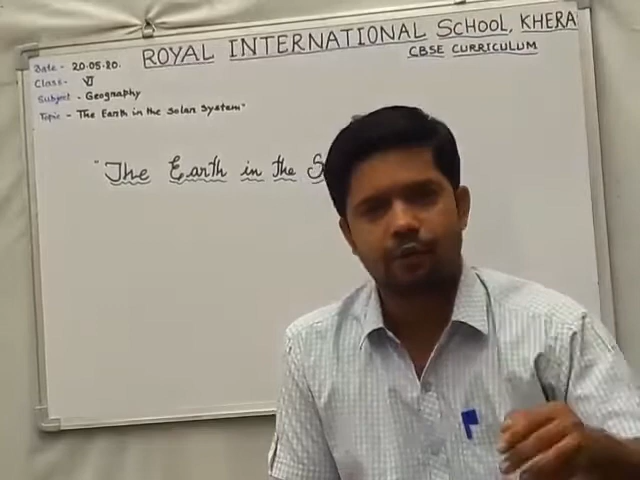 ROYAL INTERNATIONAL SCHOOL, KHERA
CBSE CURRICULUM
Date - 20.05.20.
Class - VI
Subject - Geography
Topic - The Earth in the Solar System"
"The Earth in the S